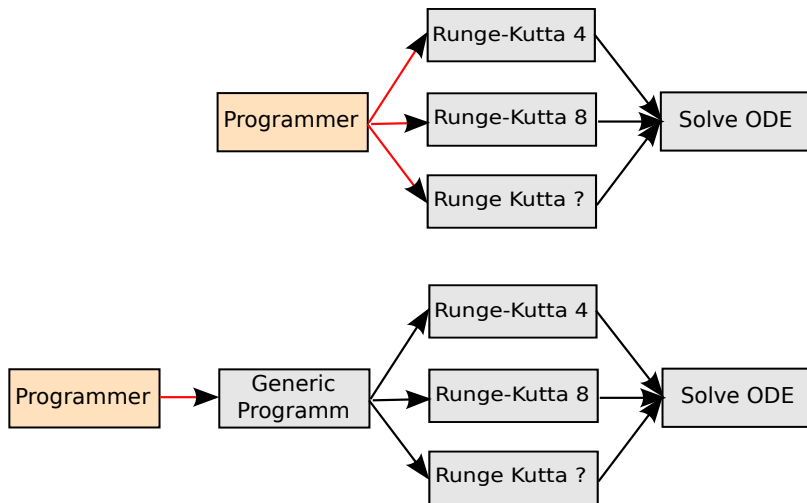 Runge-Kutta 4
Programmer
Runge-Kutta 8
Solve ODE
Runge Kutta ?
Runge-Kutta 4
Programmer
Generic
Programm
Runge-Kutta 8
Solve ODE
Runge Kutta ?